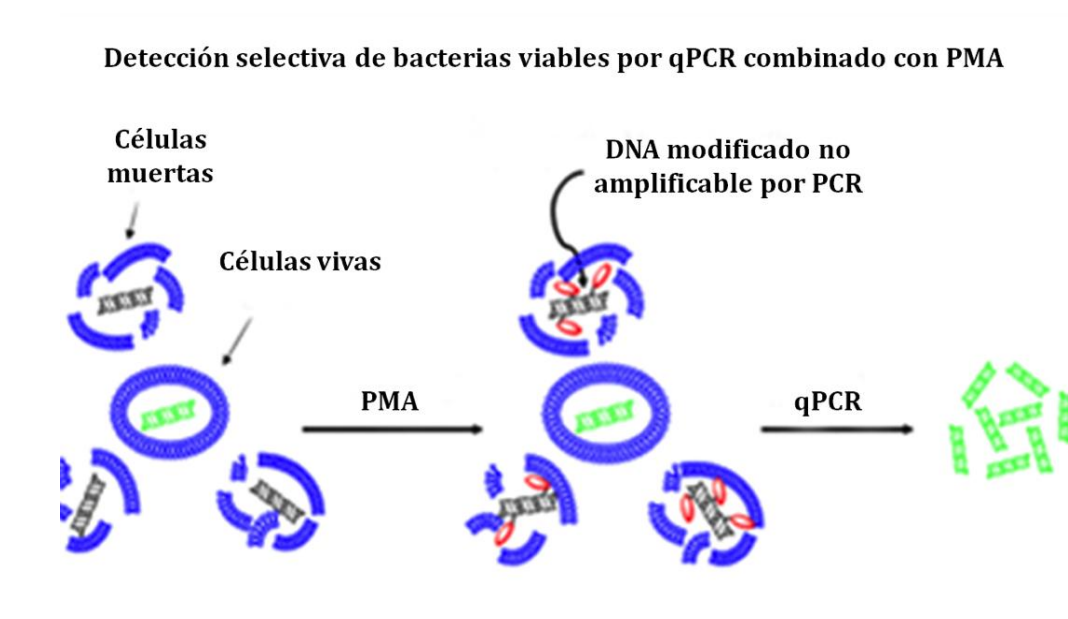 Detección selectiva de bacterias viables por qPCR combinado con PMA
Células
muertas
DNA modificado no
amplificable por PCR
Células vivas
PMA
qPCR